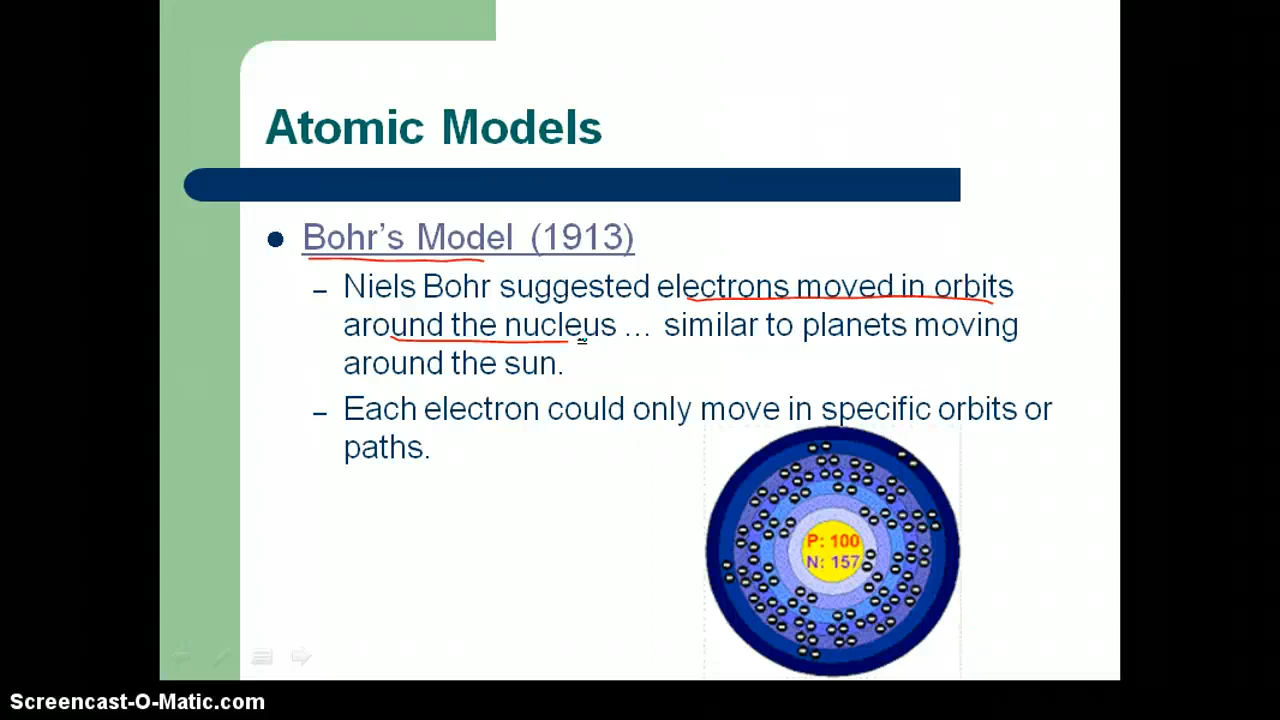 Atomic Models
Bohr's Model (1913)
– Niels Bohr suggested electrons moved in orbits
around the nucleus … similar to planets moving
around the sun.
– Each electron could only move in specific orbits or
paths.
P: 100
N: 157
Screencast-O-Matic.com